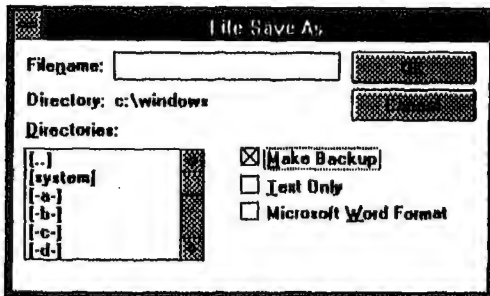 File Save As
Filename:
Directory: c:\windows
Directories:
[..]
[system]
[-a-]
[-b-]
[-c-]
[-d-]
Make Backup
Text Only
Microsoft Word Format